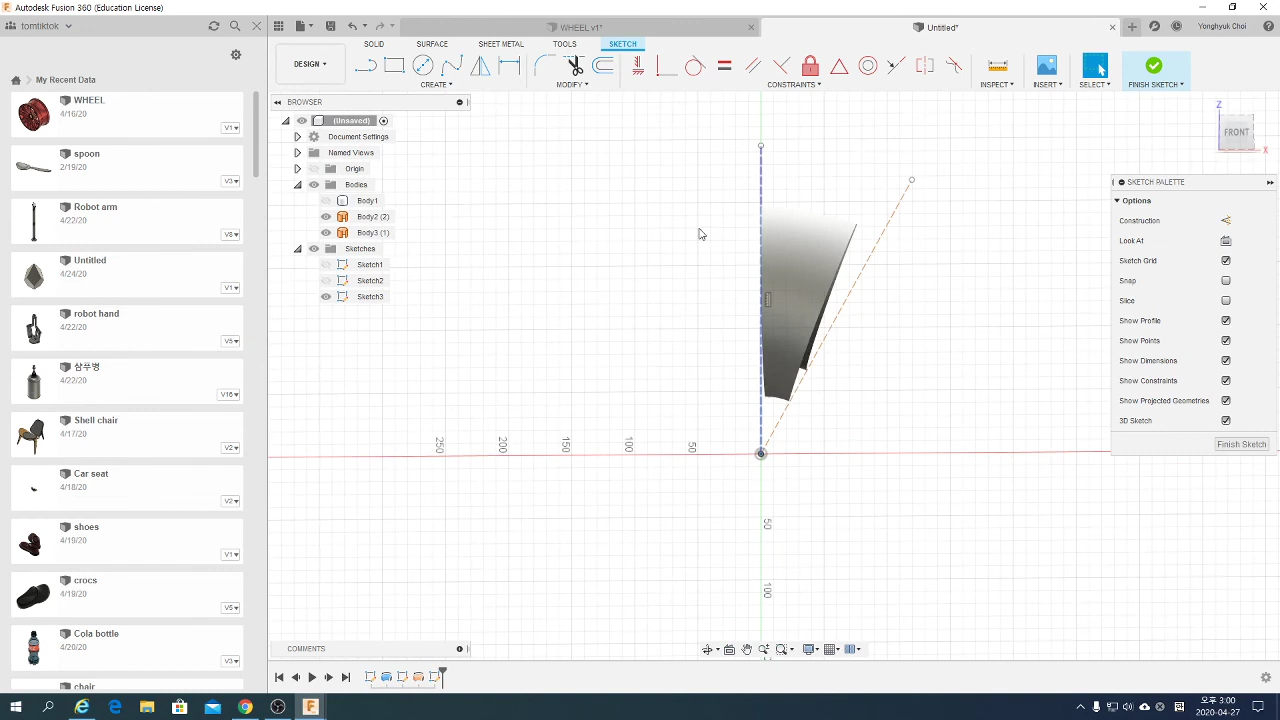 Autodesk Fusion 360 (Education License)
tomtiktok
WHEEL v1*
Untitled*
Yonghyuk Choi
SOLID
SURFACE
SHEET METAL
TOOLS
SKETCH
DESIGN
CREATE
MODIFY
CONSTRAINTS
INSPECT
INSERT
SELECT
FINISH SKETCH
My Recent Data
WHEEL
4/16/20
V1
spoon
2/19/20
V3
Robot arm
4/22/20
V8
Untitled
4/24/20
V1
robot hand
4/22/20
V5
샴푸병
4/22/20
V16
Shell chair
4/17/20
V2
Car seat
4/18/20
V2
shoes
4/19/20
V1
crocs
4/19/20
V5
Cola bottle
4/20/20
V3
chair
BROWSER
(Unsaved)
Document Settings
Named Views
Origin
Bodies
Body1
Body2 (2)
Body3 (1)
Sketches
Sketch1
Sketch2
Sketch3
250
200
150
100
50
50
100
Z
FRONT
X
SKETCH PALETTE
Options
Construction
Look At
Sketch Grid
Snap
Slice
Show Profile
Show Points
Show Dimensions
Show Constraints
Show Projected Geometries
3D Sketch
Finish Sketch
COMMENTS
오후 3:00
2020-04-27